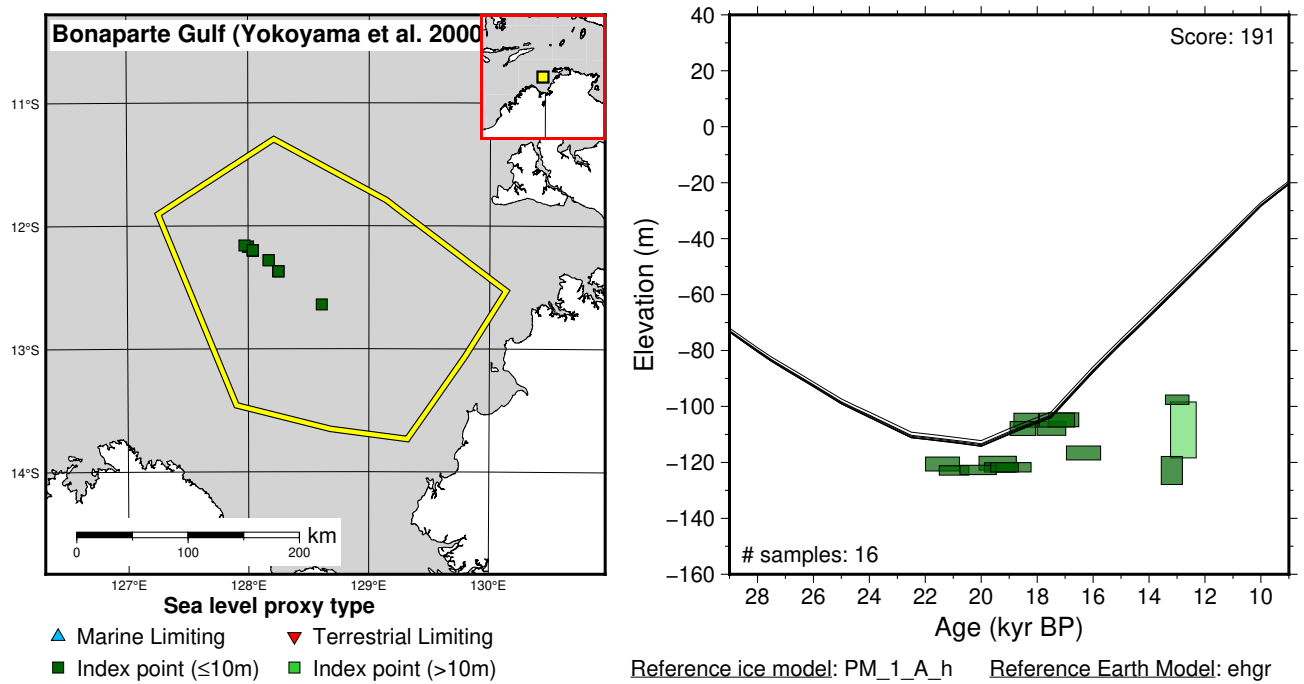 Bonaparte Gulf (Yokoyama et al. 2000
11°S
12°S
13°S
14°S
127°E
128°E
129°E
130°E
km
0
100
200
Sea level proxy type
Marine Limiting
Terrestrial Limiting
Index point (≤10m)
Index point (>10m)
Score: 191
40
20
0
−20
−40
−60
−80
−100
−120
−140
−160
Elevation (m)
# samples: 16
28
26
24
22
20
18
16
14
12
10
Age (kyr BP)
Reference ice model: PM_1_A_h
Reference Earth Model: ehgr